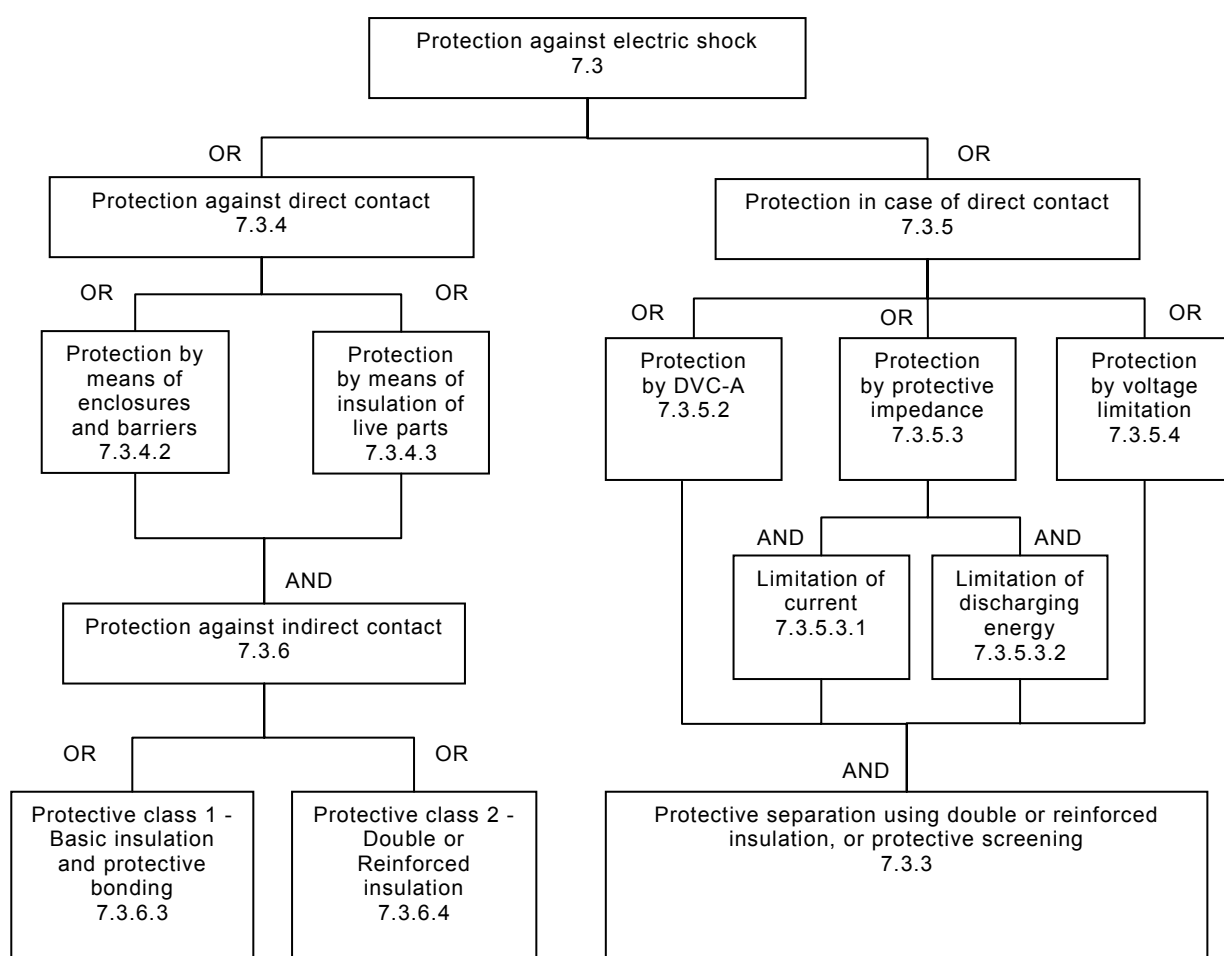 Protection against electric shock
7.3
OR
OR
Protection against direct contact
7.3.4
Protection in case of direct contact
7.3.5
OR
OR
OR
OR
OR
Protection by
means of
enclosures
and barriers
7.3.4.2
Protection
by means of
insulation of
live parts
7.3.4.3
Protection
by DVC-A
7.3.5.2
Protection
by protective
impedance
7.3.5.3
Protection
by voltage
limitation
7.3.5.4
AND
AND
AND
Limitation of
current
7.3.5.3.1
Limitation of
discharging
energy
7.3.5.3.2
Protection against indirect contact
7.3.6
OR
OR
AND
Protective class 1 -
Basic insulation
and protective
bonding
7.3.6.3
Protective class 2 -
Double or
Reinforced
insulation
7.3.6.4
Protective separation using double or reinforced
insulation, or protective screening
7.3.3